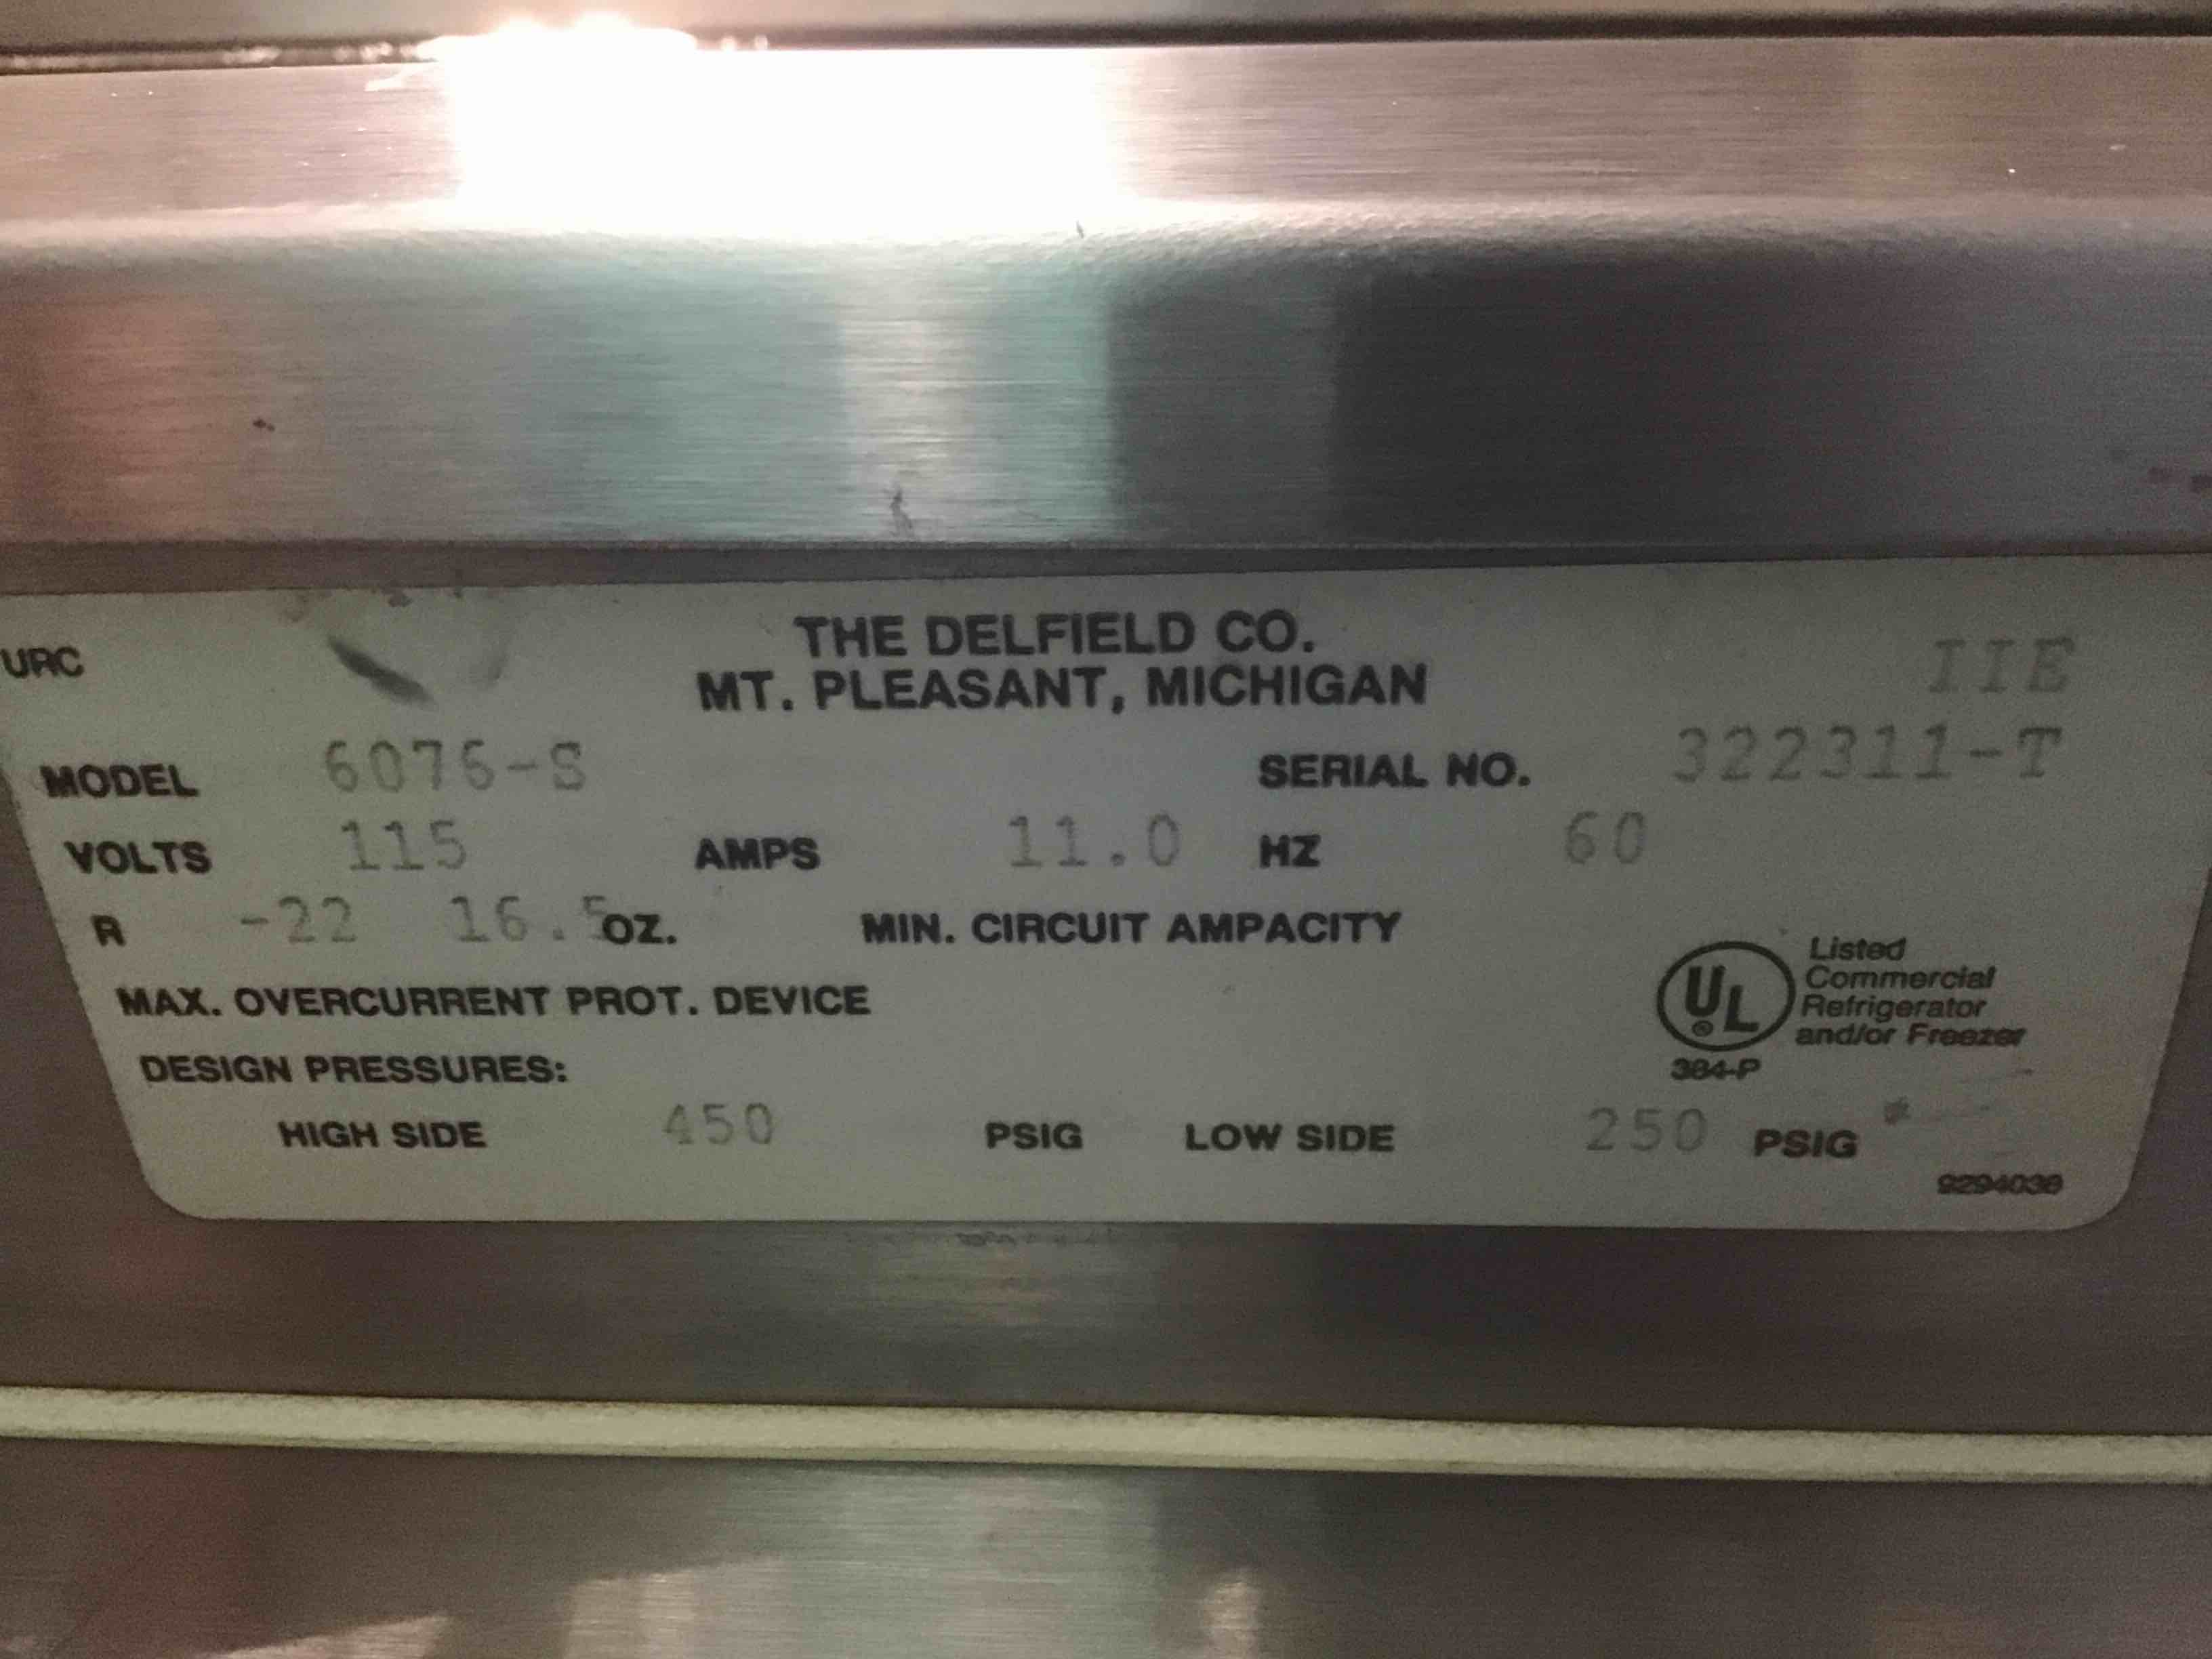 THE DELFIELD CO.
URC IIE
MT. PLEASANT, MICHIGAN
MODEL 6076-S SERIAL NO. 322311-T
VOLTS 115 AMPS 11.0 HZ 60
R -22 16.5 OZ. MIN. CIRCUIT AMPACITY
MAX. OVERCURRENT PROT. DEVICE
UL Listed
Commercial
Refrigerator
and/or Freezer
384-P
DESIGN PRESSURES:
HIGH SIDE 450 PSIG LOW SIDE 250 PSIG
9294038